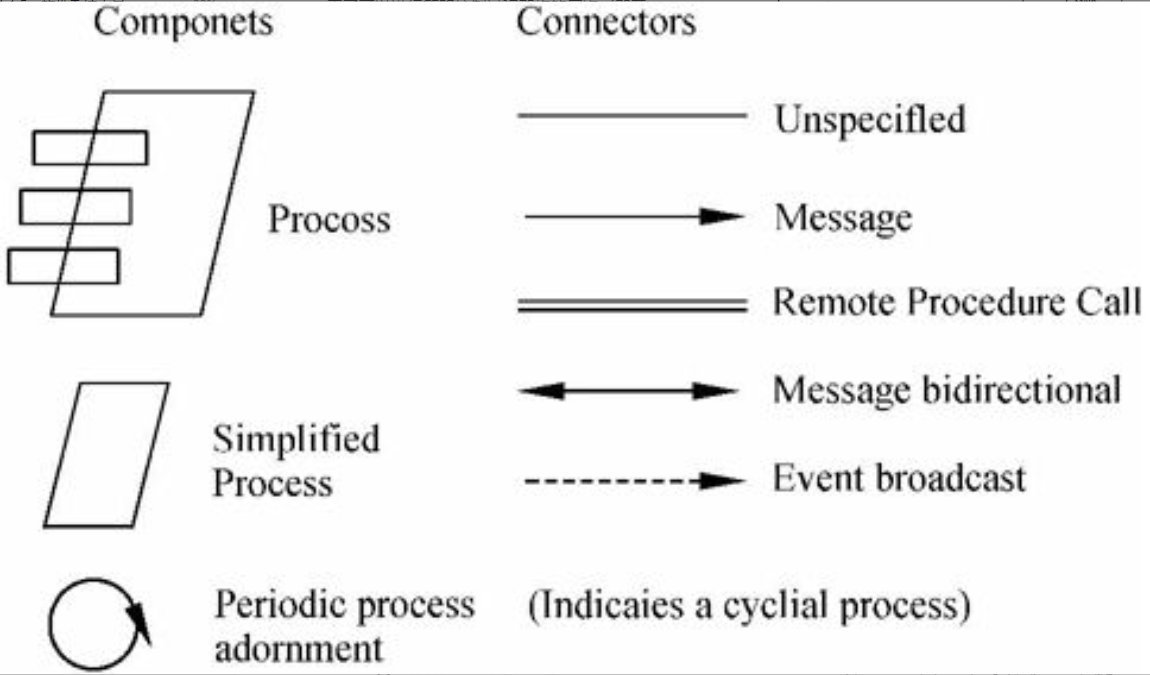 Componets
Connectors
Unspecifled
Procoss
Message
Remote Procedure Call
Message bidirectional
Simplified
Process
Event broadcast
Periodic process
adornment
(Indicaies a cyclial process)